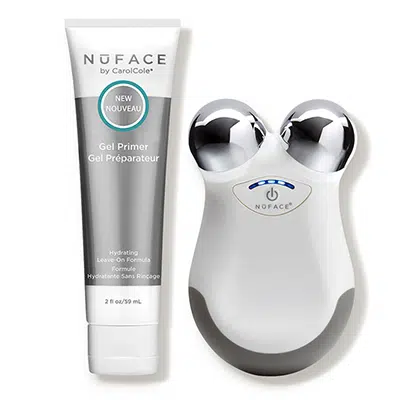 NUFACE
by CarolCole®
NEW
NOUVEAU
Gel Primer
Gel Préparateur
Hydrating
Leave-On Formula
Formule
Hydratante Sans Rinçage
2 fl oz/59 mL
NUFACE®